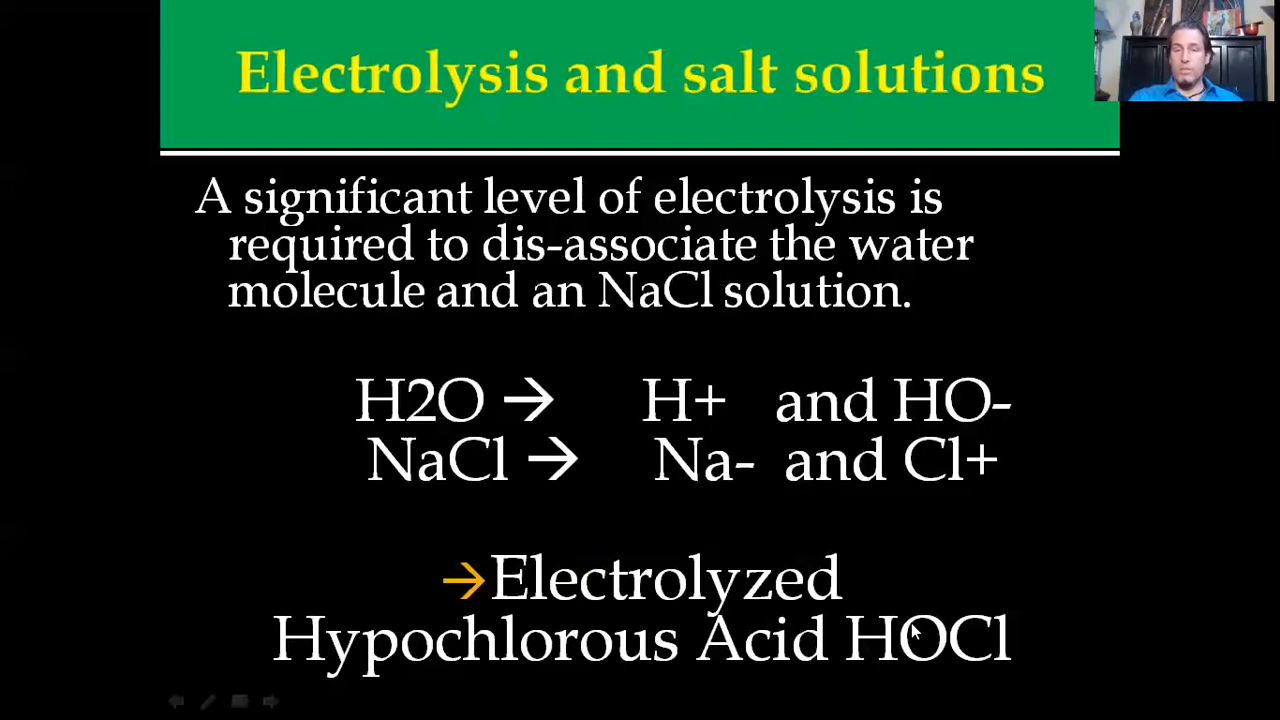 Electrolysis and salt solutions
A significant level of electrolysis is
required to dis-associate the water
molecule and an NaCl solution.
H2O → H+ and HO-
NaCl → Na- and Cl+
→Electrolyzed
Hypochlorous Acid HOCl